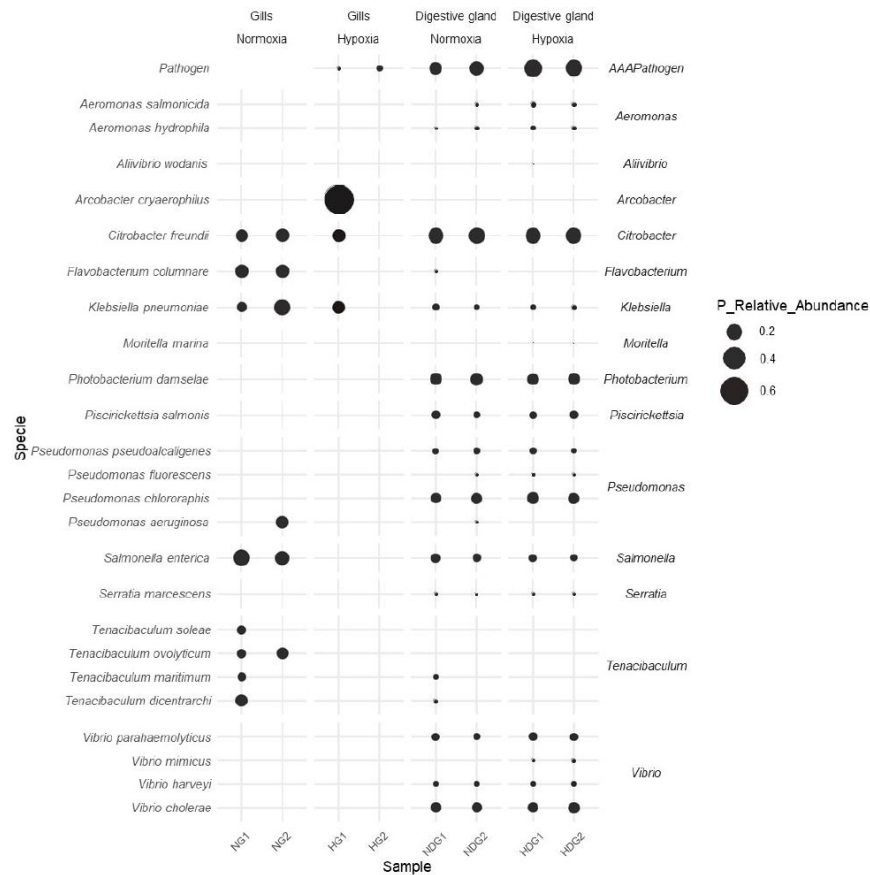 Gills Gills Digestive gland Digestive gland
Normoxia Hypoxia Normoxia Hypoxia
Pathogen AAAPathogen
Aeromonas salmonicida
Aeromonas
Aeromonas hydrophila
Aliivibrio wodanis Aliivibrio
Arcobacter cryaerophilus Arcobacter
Citrobacter freundii Citrobacter
Flavobacterium columnare Flavobacterium
Klebsiella pneumoniae Klebsiella
P_Relative_Abundance
0.2
0.4
0.6
Moritella marina Moritella
Photobacterium damselae Photobacterium
Piscirickettsia salmonis Piscirickettsia
Specie
Pseudomonas pseudoalcaligenes
Pseudomonas fluorescens
Pseudomonas
Pseudomonas chlororaphis
Pseudomonas aeruginosa
Salmonella enterica Salmonella
Serratia marcescens Serratia
Tenacibaculum soleae
Tenacibaculum ovolyticum
Tenacibaculum
Tenacibaculum maritimum
Tenacibaculum dicentrarchi
Vibrio parahaemolyticus
Vibrio mimicus
Vibrio
Vibrio harveyi
Vibrio cholerae
NG1 NG2 HG1 HG2 NDG1 NDG2 HDG1 HDG2
Sample